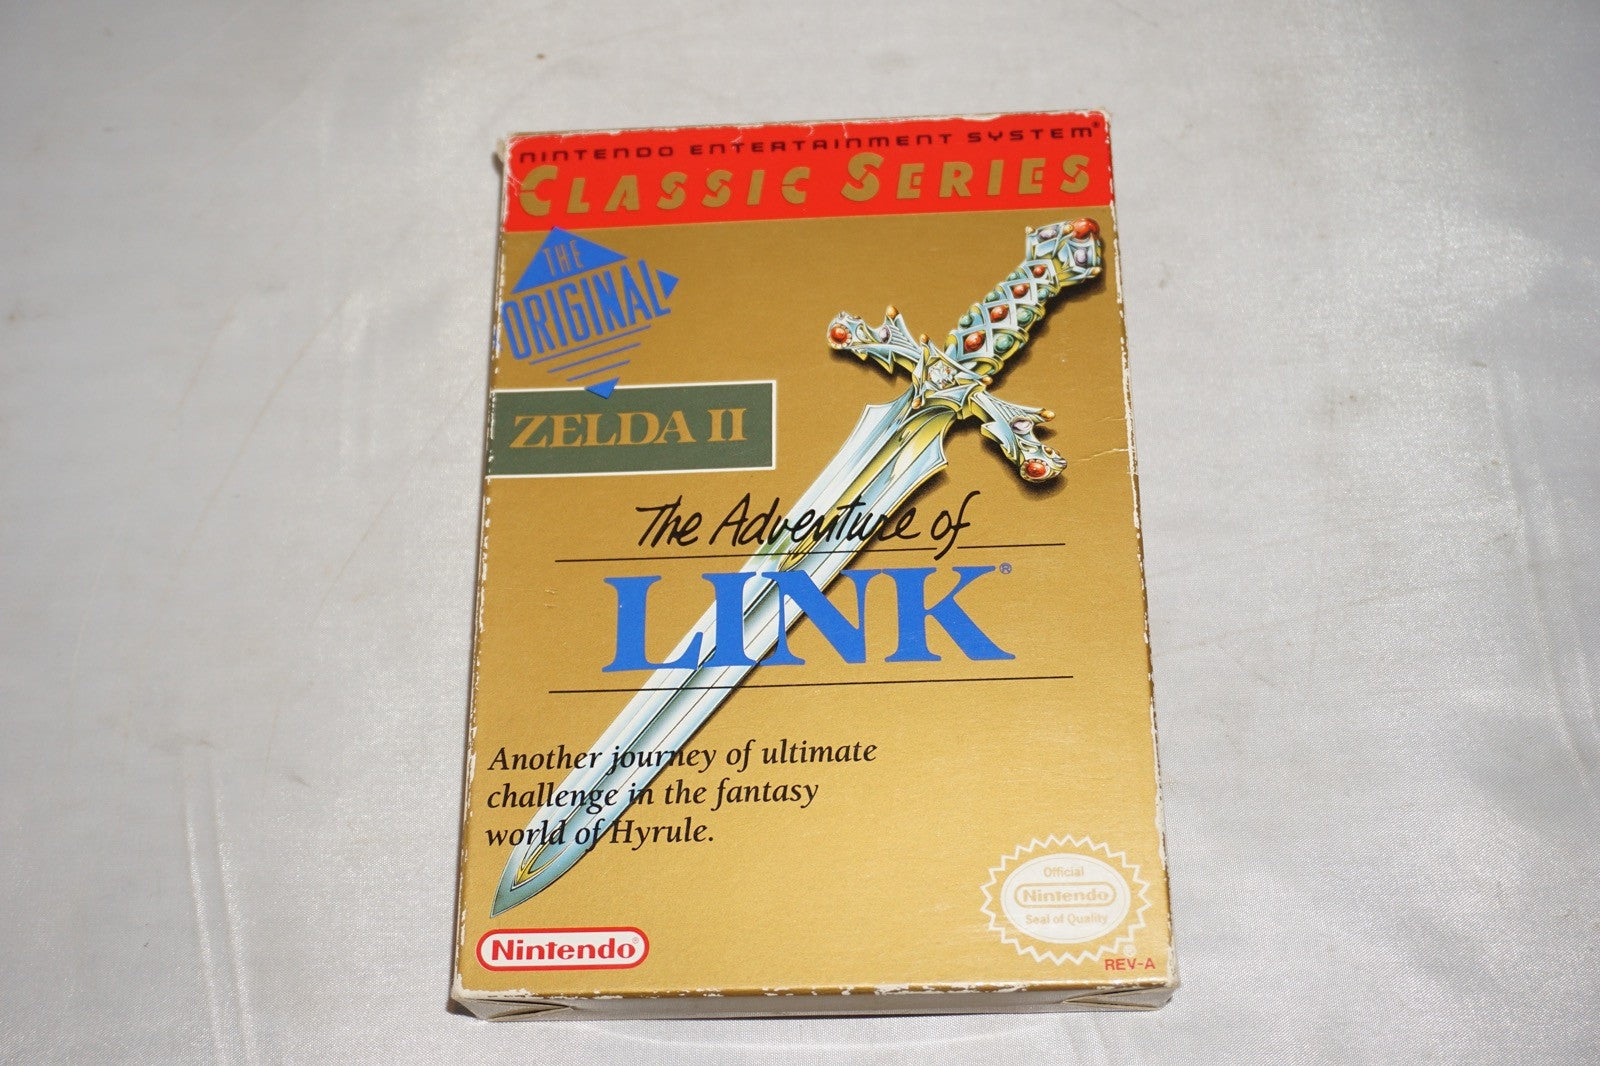 NINTENDO ENTERTAINMENT SYSTEM®
CLASSIC SERIES
THE
ORIGINAL
ZELDA II
The Adventure of
LINK®
Another journey of ultimate
challenge in the fantasy
world of Hyrule.
Official
Nintendo
Seal of Quality
Nintendo®
REV-A